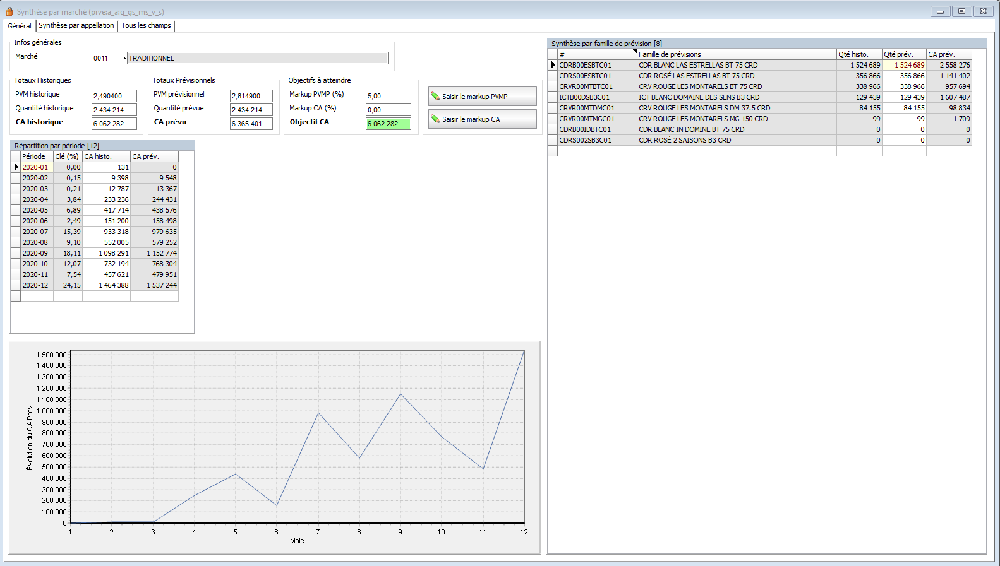 Synthèse par marché (prve:a_a:q_gs_ms_v_s)
Général Synthèse par appellation Tous les champs
Infos générales
Marché 0011 TRADITIONNEL
Totaux Historiques
PVM historique 2,490400
Quantité historique 2 434 214
CA historique 6 062 282
Totaux Prévisionnels
PVM prévisionnel 2,614900
Quantité prévue 2 434 214
CA prévu 6 365 401
Objectifs à atteindre
Markup PVMP (%) 5,00
Markup CA (%) 0,00
Objectif CA 6 062 282
Saisir le markup PVMP
Saisir le markup CA
Répartition par période [12]
Période Clé (%) CA histo. CA prév.
2020-01 0,00 131 0
2020-02 0,15 9 398 9 548
2020-03 0,21 12 787 13 367
2020-04 3,84 233 236 244 431
2020-05 6,89 417 714 438 576
2020-06 2,49 151 200 158 498
2020-07 15,39 933 318 979 635
2020-08 9,10 552 005 579 252
2020-09 18,11 1 098 291 1 152 774
2020-10 12,07 732 194 768 304
2020-11 7,54 457 621 479 951
2020-12 24,15 1 464 388 1 537 244
Évolution du CA Prév.
1 500 000
1 400 000
1 300 000
1 200 000
1 100 000
1 000 000
900 000
800 000
700 000
600 000
500 000
400 000
300 000
200 000
100 000
0
1 2 3 4 5 6 7 8 9 10 11 12
Mois
Synthèse par famille de prévision [8]
# Famille de prévisions Qté histo. Qté prév. CA prév.
CDRB00ESBTC01 CDR BLANC LAS ESTRELLAS BT 75 CRD 1 524 689 1 524 689 2 558 276
CDRS00ESBTC01 CDR ROSÉ LAS ESTRELLAS BT 75 CRD 356 866 356 866 1 141 402
CRVR00MTBTC01 CRV ROUGE LES MONTARELS BT 75 CRD 338 966 338 966 957 694
ICTB00DSB3C01 ICT BLANC DOMAINE DES SENS B3 CRD 129 439 129 439 1 607 487
CRVR00MTDMC01 CRV ROUGE LES MONTARELS DM 37.5 CRD 84 155 84 155 98 834
CRVR00MTMGC01 CRV ROUGE LES MONTARELS MG 150 CRD 99 99 1 709
CDRB00IDBTC01 CDR BLANC IN DOMINE BT 75 CRD 0 0 0
CDRS002SB3C01 CDR ROSÉ 2 SAISONS B3 CRD 0 0 0